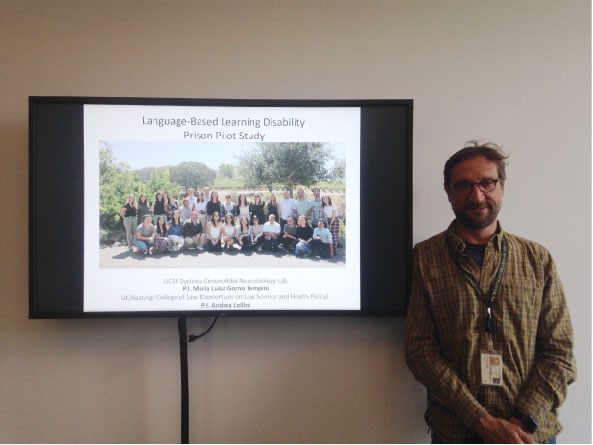 Language-Based Learning Disability
Prison Pilot Study
UCSF Dyslexia Center/Alba Neurobiology Lab
P.I. Maria Luisa Gorno Tempini
UC Hastings College of Law (Consortium on Law Science and Health Policy)
P.I. Andrea Lollini